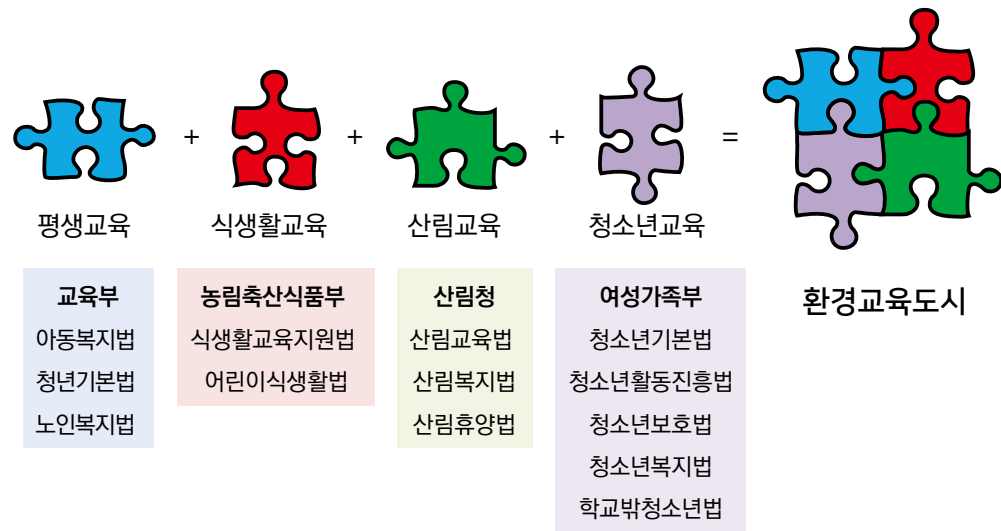 + + + =
평생교육
식생활교육
산림교육
청소년교육
교육부
아동복지법
청년기본법
노인복지법
농림축산식품부
식생활교육지원법
어린이식생활법
산림청
산림교육법
산림복지법
산림휴양법
여성가족부
청소년기본법
청소년활동진흥법
청소년보호법
청소년복지법
학교밖청소년법
환경교육도시